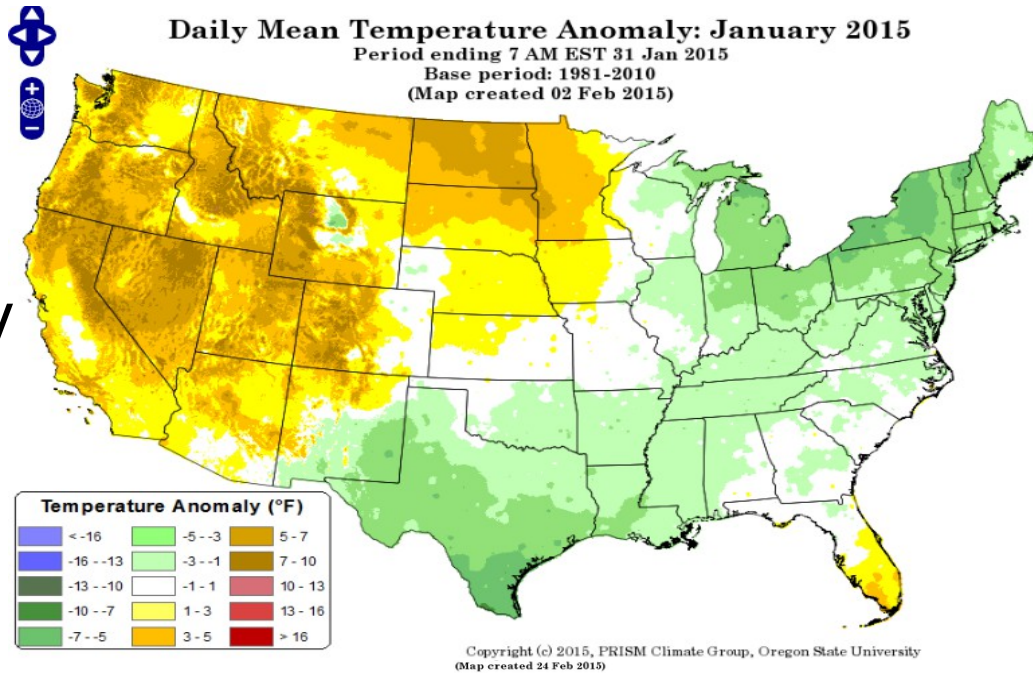 Daily Mean Temperature Anomaly: January 2015
Period ending 7 AM EST 31 Jan 2015
Base period: 1981-2010
(Map created 02 Feb 2015)
y
Temperature Anomaly (°F)
< -16
-16 - -13
-13 - -10
-10 - -7
-7 - -5
-5 - -3
-3 - -1
-1 - 1
1 - 3
3 - 5
5 - 7
7 - 10
10 - 13
13 - 16
> 16
Copyright (c) 2015, PRISM Climate Group, Oregon State University
(Map created 24 Feb 2015)